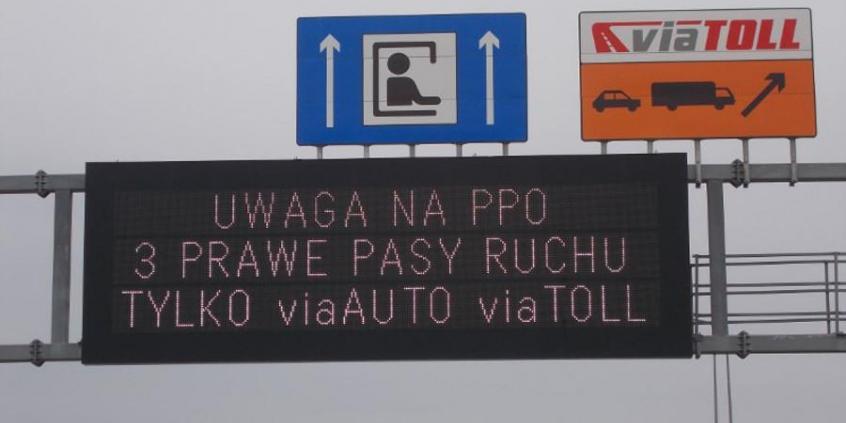 viaTOLL
UWAGA NA PPO
3 PRAWE PASY RUCHU
TYLKO viaAUTO viaTOLL